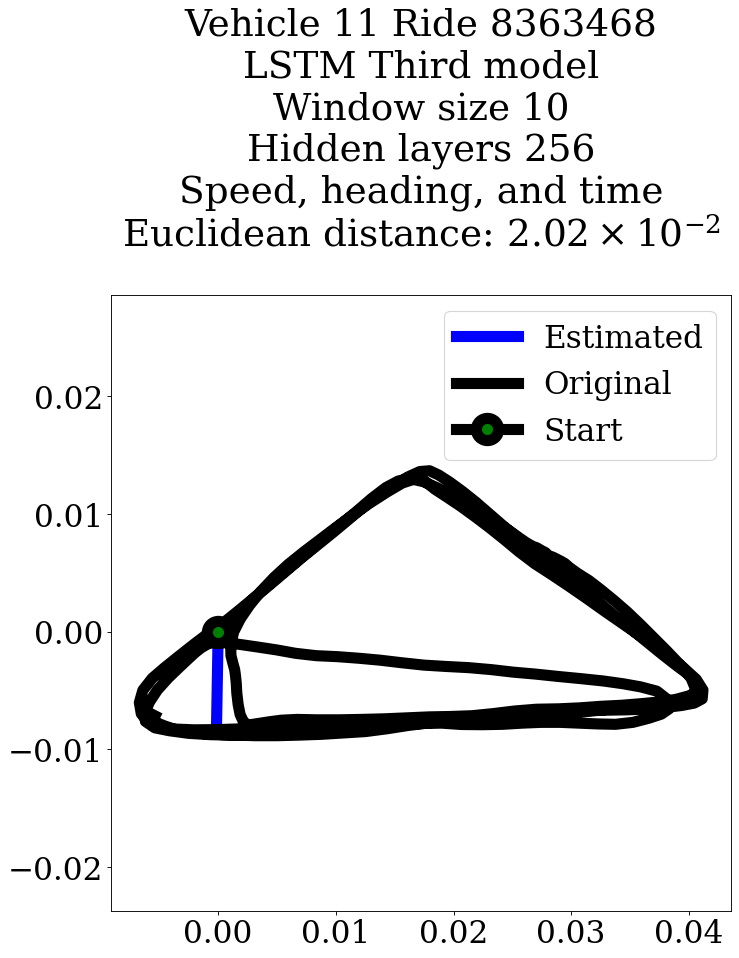 Vehicle 11 Ride 8363468
LSTM Third model
Window size 10
Hidden layers 256
Speed, heading, and time
Euclidean distance: 2.02 × 10⁻²
Estimated
Original
Start
0.02
0.01
0.00
−0.01
−0.02
0.00 0.01 0.02 0.03 0.04